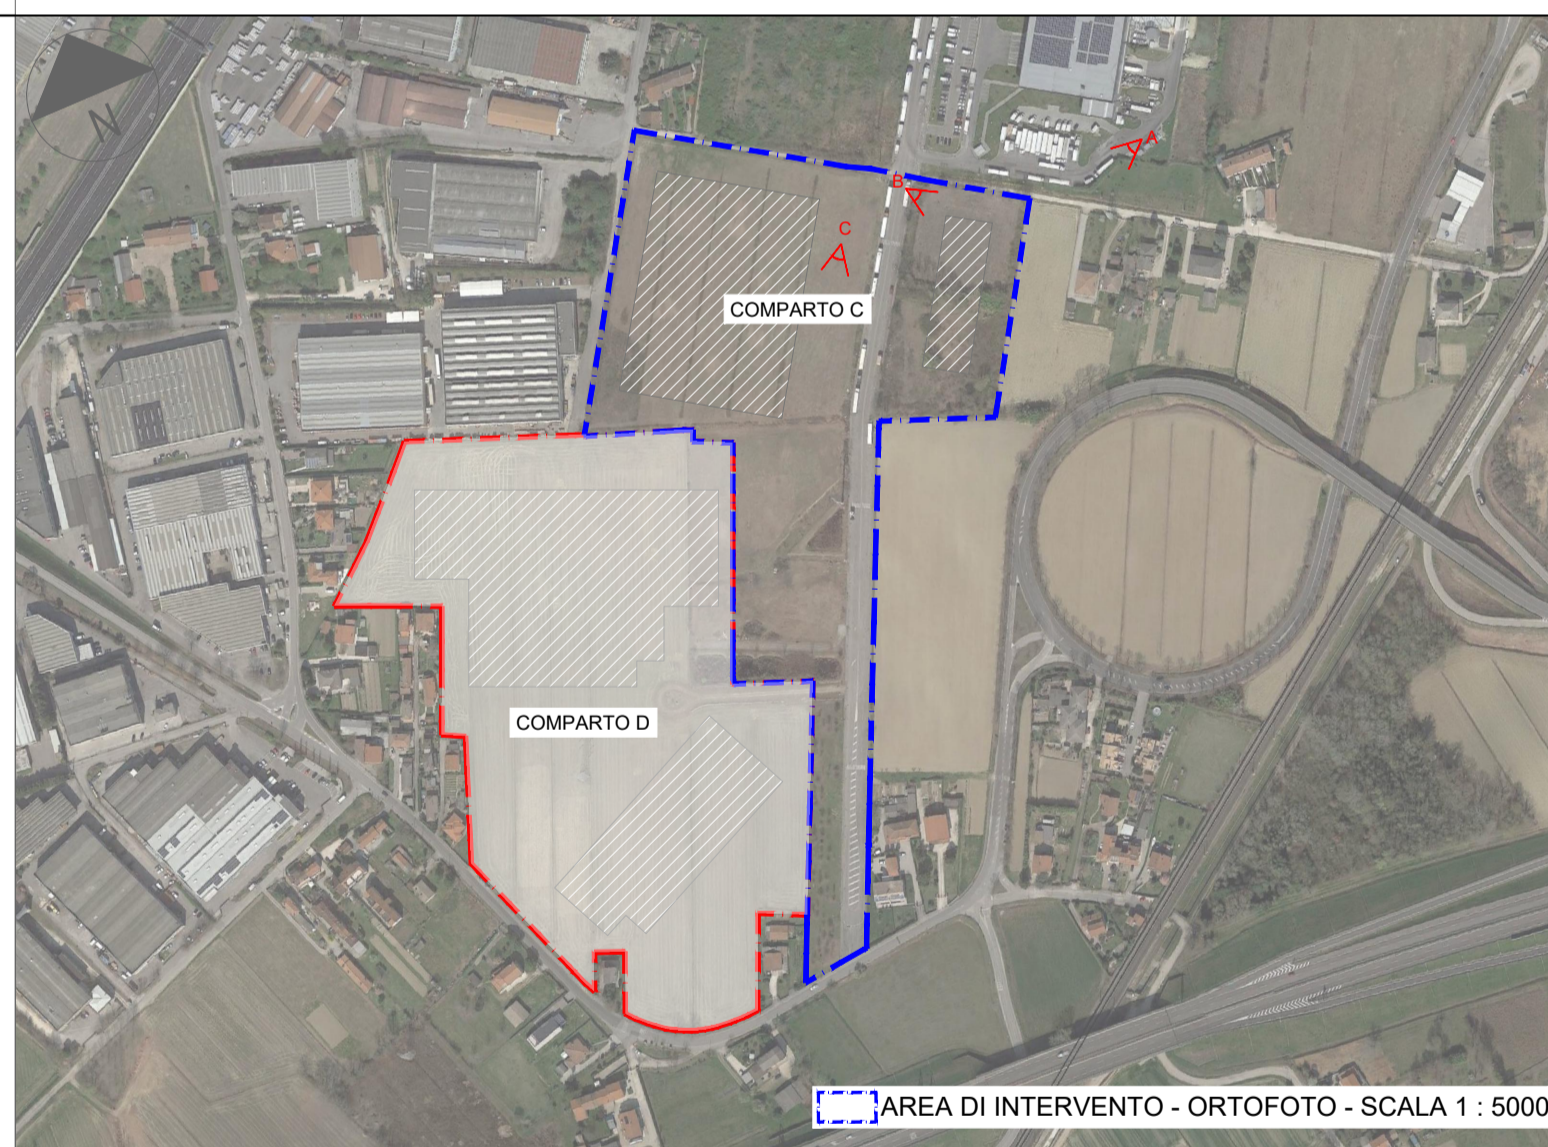 N
A
B
C
COMPARTO C
COMPARTO D
AREA DI INTERVENTO - ORTOFOTO - SCALA 1 : 5000